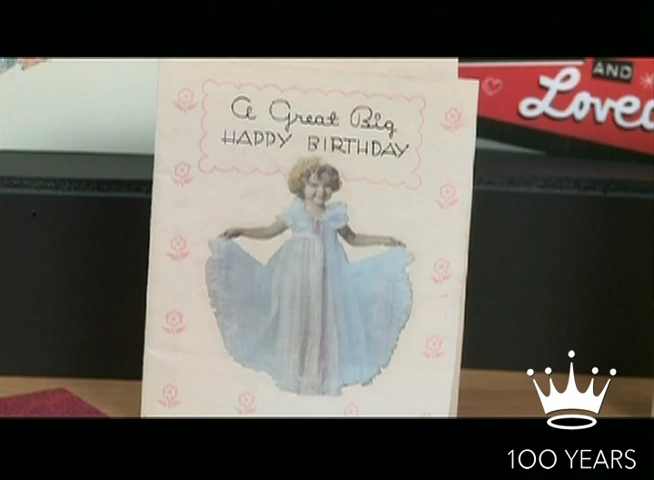 A Great Big
HAPPY BIRTHDAY
AND
Loved
100 YEARS